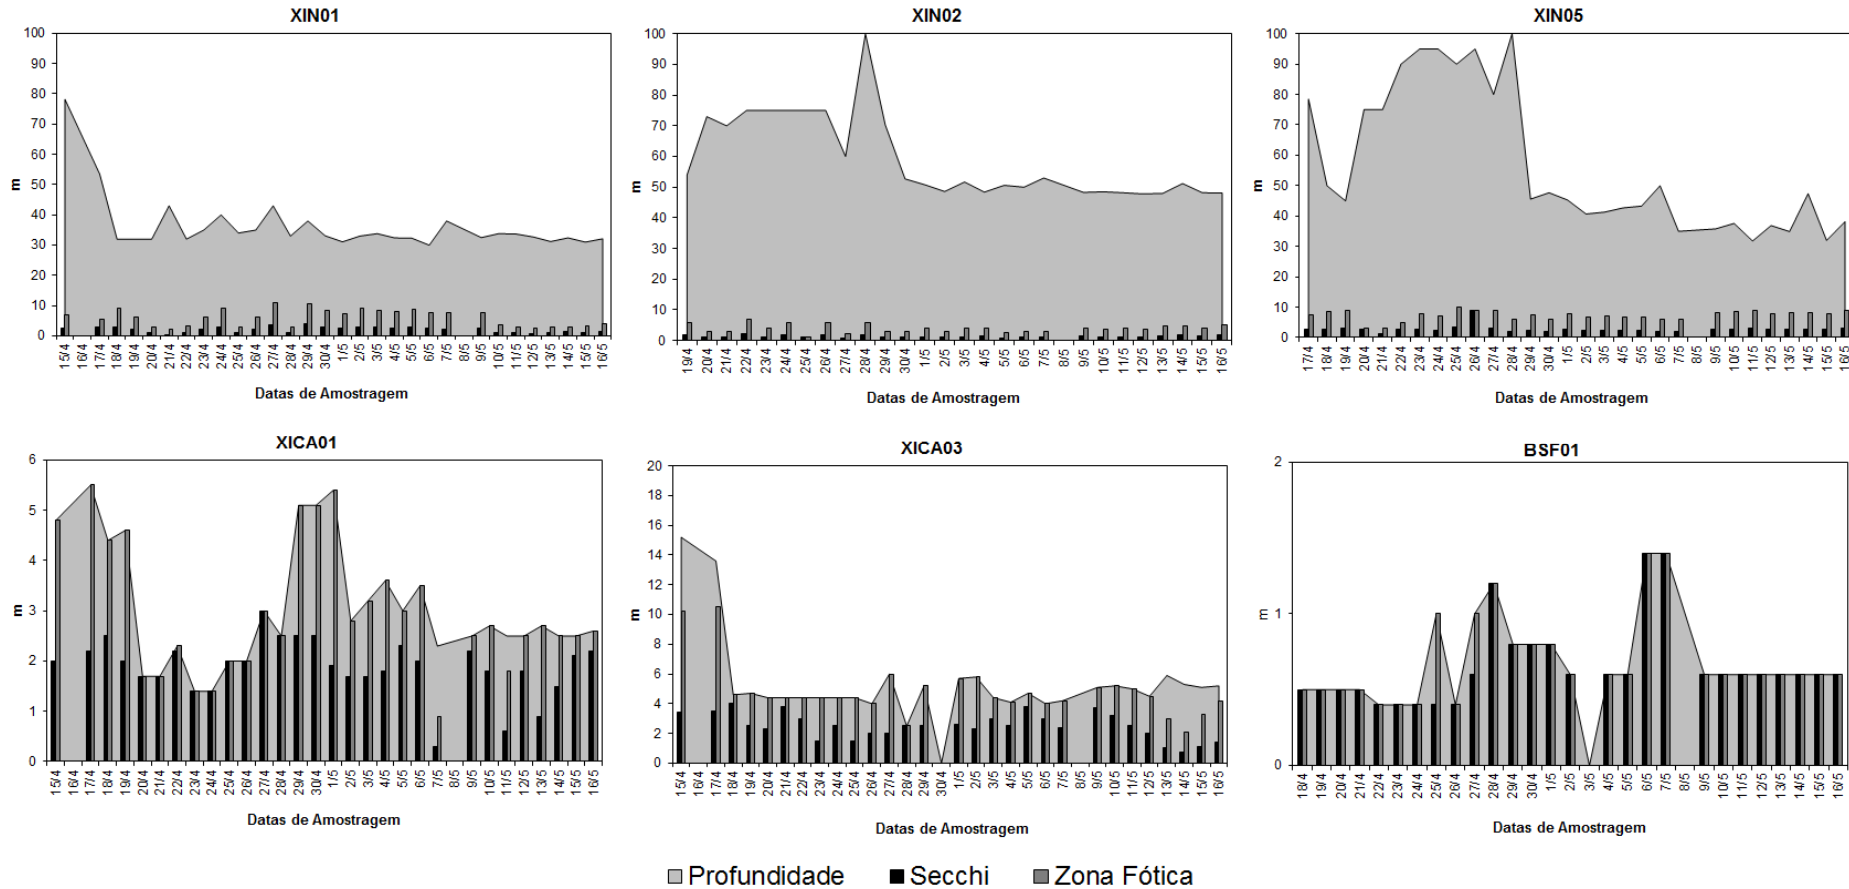 XIN01
100
90
80
70
60
50
40
30
20
10
0
m
15/4 16/4 17/4 18/4 19/4 20/4 21/4 22/4 23/4 24/4 25/4 26/4 27/4 28/4 29/4 30/4 1/5 2/5 3/5 4/5 5/5 6/5 7/5 8/5 9/5 10/5 11/5 12/5 13/5 14/5 15/5 16/5
Datas de Amostragem
XIN02
100
90
80
70
60
50
40
30
20
10
0
m
19/4 20/4 21/4 22/4 23/4 24/4 25/4 26/4 27/4 28/4 29/4 30/4 1/5 2/5 3/5 4/5 5/5 6/5 7/5 8/5 9/5 10/5 11/5 12/5 13/5 14/5 15/5 16/5
Datas de Amostragem
XIN05
100
90
80
70
60
50
40
30
20
10
0
m
17/4 18/4 19/4 20/4 21/4 22/4 23/4 24/4 25/4 26/4 27/4 28/4 29/4 30/4 1/5 2/5 3/5 4/5 5/5 6/5 7/5 8/5 9/5 10/5 11/5 12/5 13/5 14/5 15/5 16/5
Datas de Amostragem
XICA01
6
5
4
3
2
1
0
m
15/4 16/4 17/4 18/4 19/4 20/4 21/4 22/4 23/4 24/4 25/4 26/4 27/4 28/4 29/4 30/4 1/5 2/5 3/5 4/5 5/5 6/5 7/5 8/5 9/5 10/5 11/5 12/5 13/5 14/5 15/5 16/5
Datas de Amostragem
XICA03
20
18
16
14
12
10
8
6
4
2
0
m
15/4 16/4 17/4 18/4 19/4 20/4 21/4 22/4 23/4 24/4 25/4 26/4 27/4 28/4 29/4 30/4 1/5 2/5 3/5 4/5 5/5 6/5 7/5 8/5 9/5 10/5 11/5 12/5 13/5 14/5 15/5 16/5
Datas de Amostragem
BSF01
2
1
0
m
18/4 19/4 20/4 21/4 22/4 23/4 24/4 25/4 26/4 27/4 28/4 29/4 30/4 1/5 2/5 3/5 4/5 5/5 6/5 7/5 8/5 9/5 10/5 11/5 12/5 13/5 14/5 15/5 16/5
Datas de Amostragem
Profundidade Secchi Zona Fótica